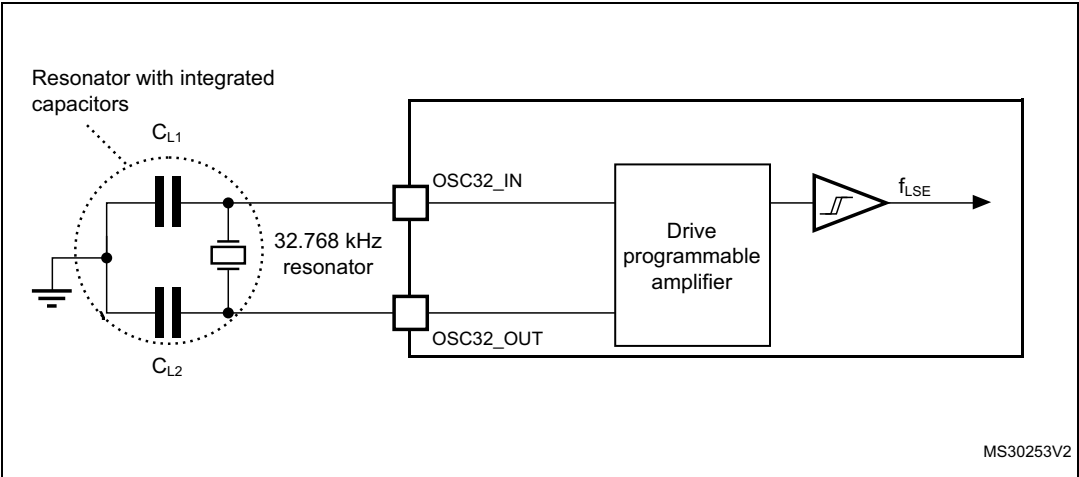 Resonator with integrated
capacitors
CL1
OSC32_IN
fLSE
32.768 kHz
resonator
Drive
programmable
amplifier
OSC32_OUT
CL2
MS30253V2